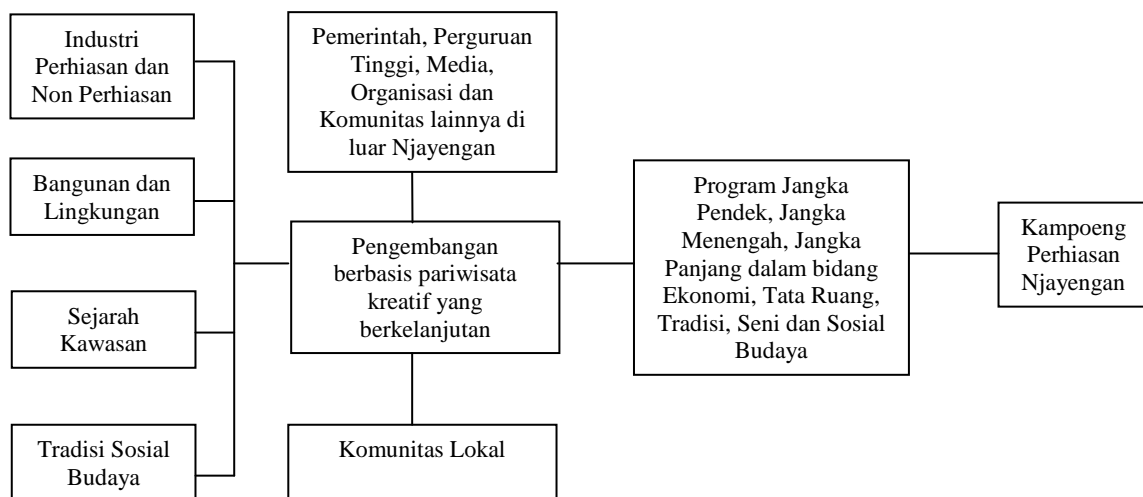 Industri
Perhiasan dan
Non Perhiasan
Bangunan dan
Lingkungan
Sejarah
Kawasan
Tradisi Sosial
Budaya
Pemerintah, Perguruan
Tinggi, Media,
Organisasi dan
Komunitas lainnya di
luar Njayengan
Pengembangan
berbasis pariwisata
kreatif yang
berkelanjutan
Komunitas Lokal
Program Jangka
Pendek, Jangka
Menengah, Jangka
Panjang dalam bidang
Ekonomi, Tata Ruang,
Tradisi, Seni dan Sosial
Budaya
Kampoeng
Perhiasan
Njayengan